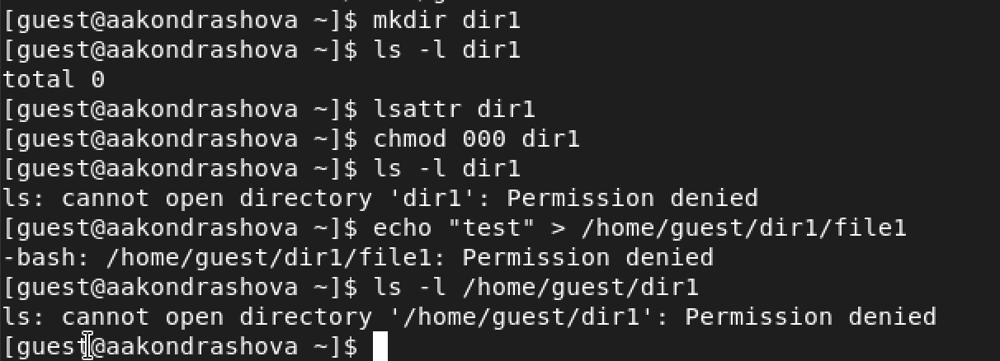 [guest@aakondrashova ~]$ mkdir dir1
[guest@aakondrashova ~]$ ls -l dir1
total 0
[guest@aakondrashova ~]$ lsattr dir1
[guest@aakondrashova ~]$ chmod 000 dir1
[guest@aakondrashova ~]$ ls -l dir1
ls: cannot open directory 'dir1': Permission denied
[guest@aakondrashova ~]$ echo "test" > /home/guest/dir1/file1
-bash: /home/guest/dir1/file1: Permission denied
[guest@aakondrashova ~]$ ls -l /home/guest/dir1
ls: cannot open directory '/home/guest/dir1': Permission denied
[guest@aakondrashova ~]$